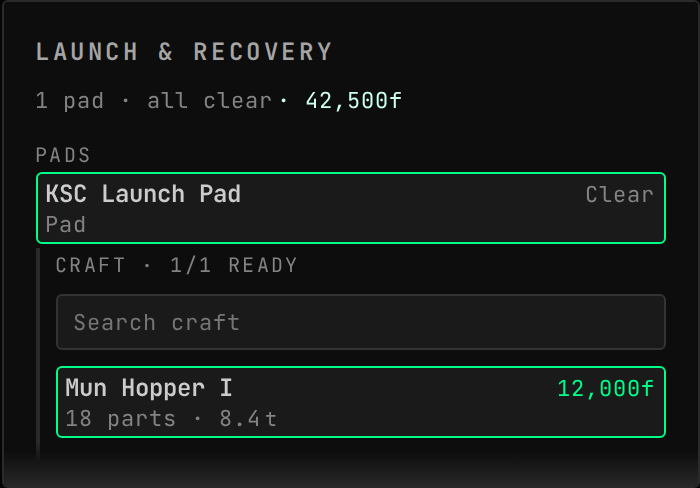 LAUNCH & RECOVERY
1 pad · all clear · 42,500f
PADS
KSC Launch Pad Clear
Pad
CRAFT · 1/1 READY
Search craft
Mun Hopper I 12,000f
18 parts · 8.4t